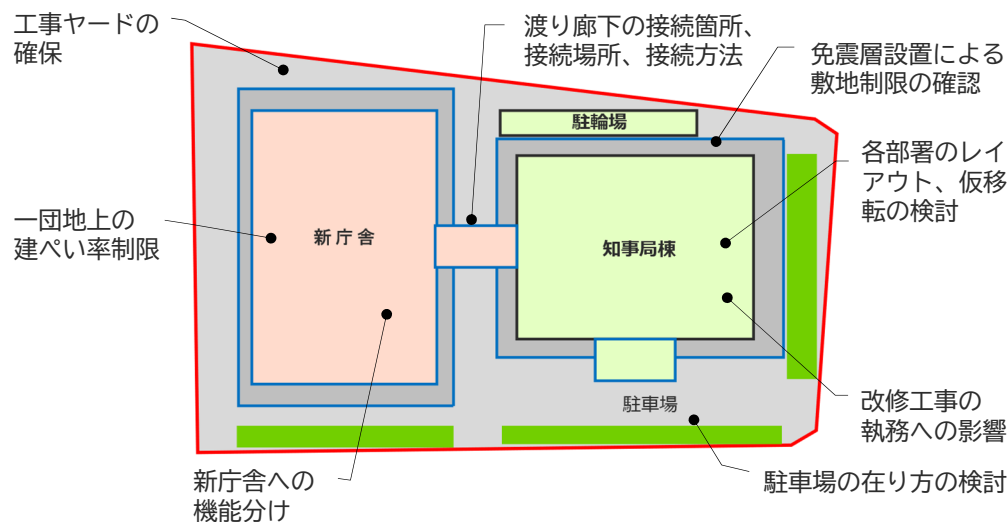 工事ヤードの
確保
渡り廊下の接続箇所、
接続場所、接続方法
免震層設置による
敷地制限の確認
駐輪場
各部署のレイ
アウト、仮移
転の検討
一団地上の
建ぺい率制限
新庁舎
知事局棟
駐車場
改修工事の
執務への影響
新庁舎への
機能分け
駐車場の在り方の検討